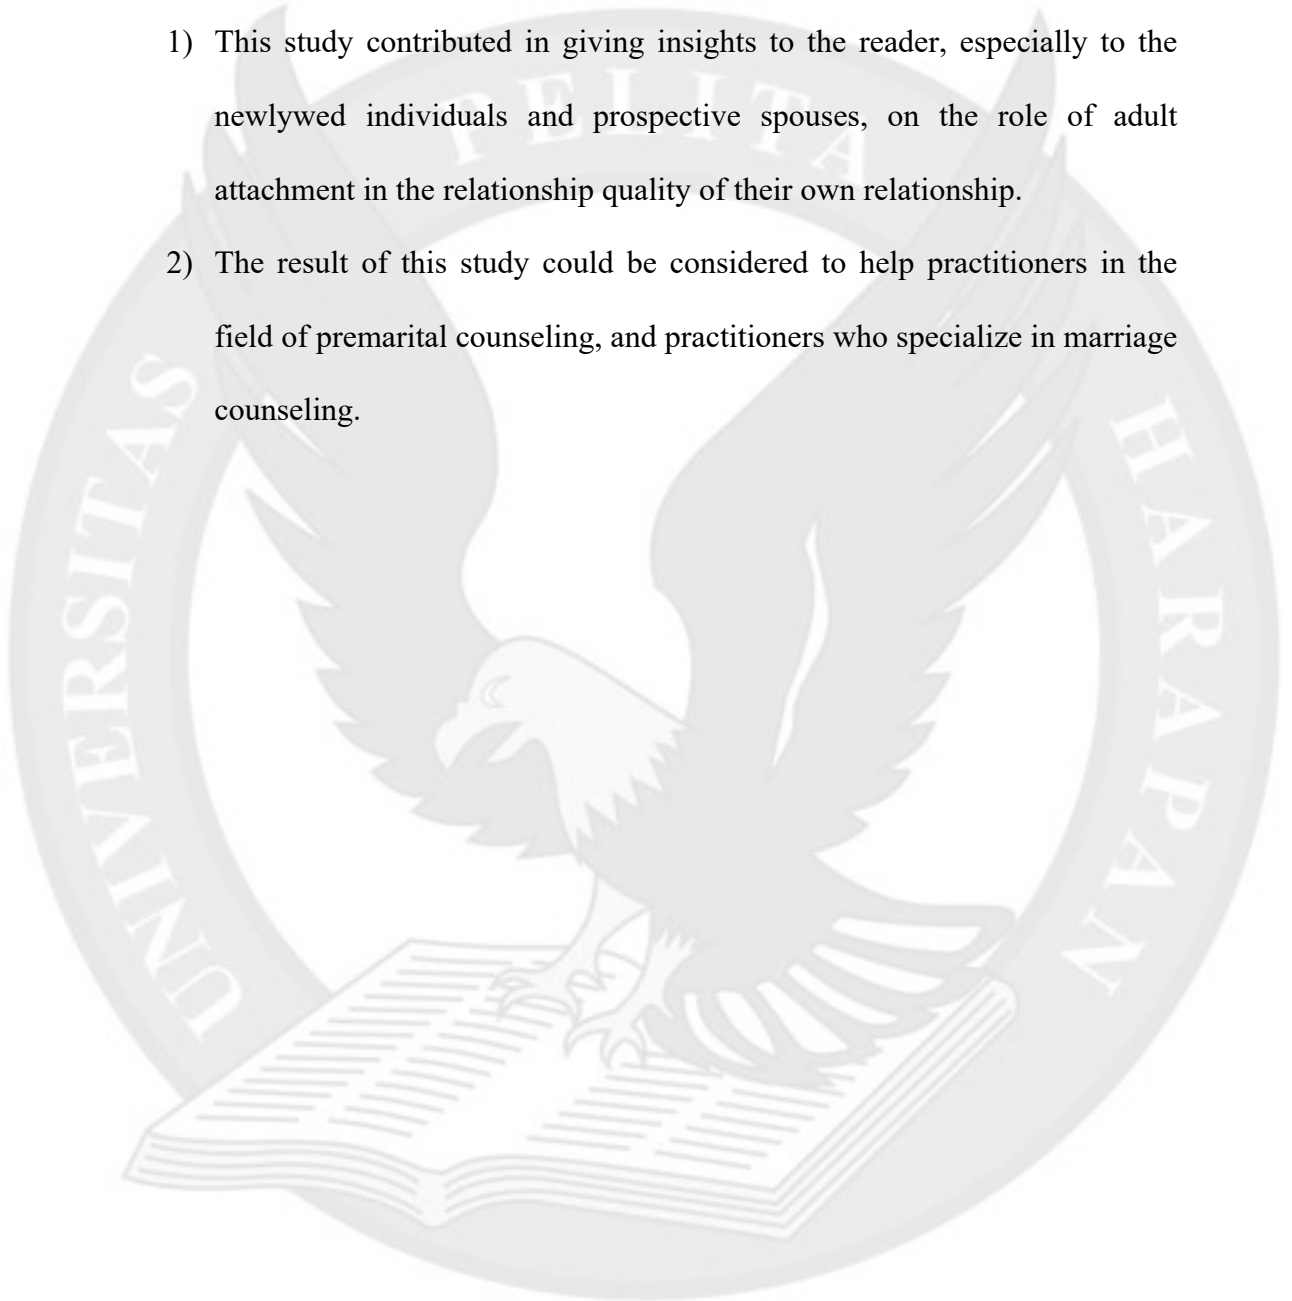 1) This study contributed in giving insights to the reader, especially to the
newlywed individuals and prospective spouses, on the role of adult
attachment in the relationship quality of their own relationship.
2) The result of this study could be considered to help practitioners in the
field of premarital counseling, and practitioners who specialize in marriage
counseling.
UNIVERSITAS
PELITA
HARAPAN